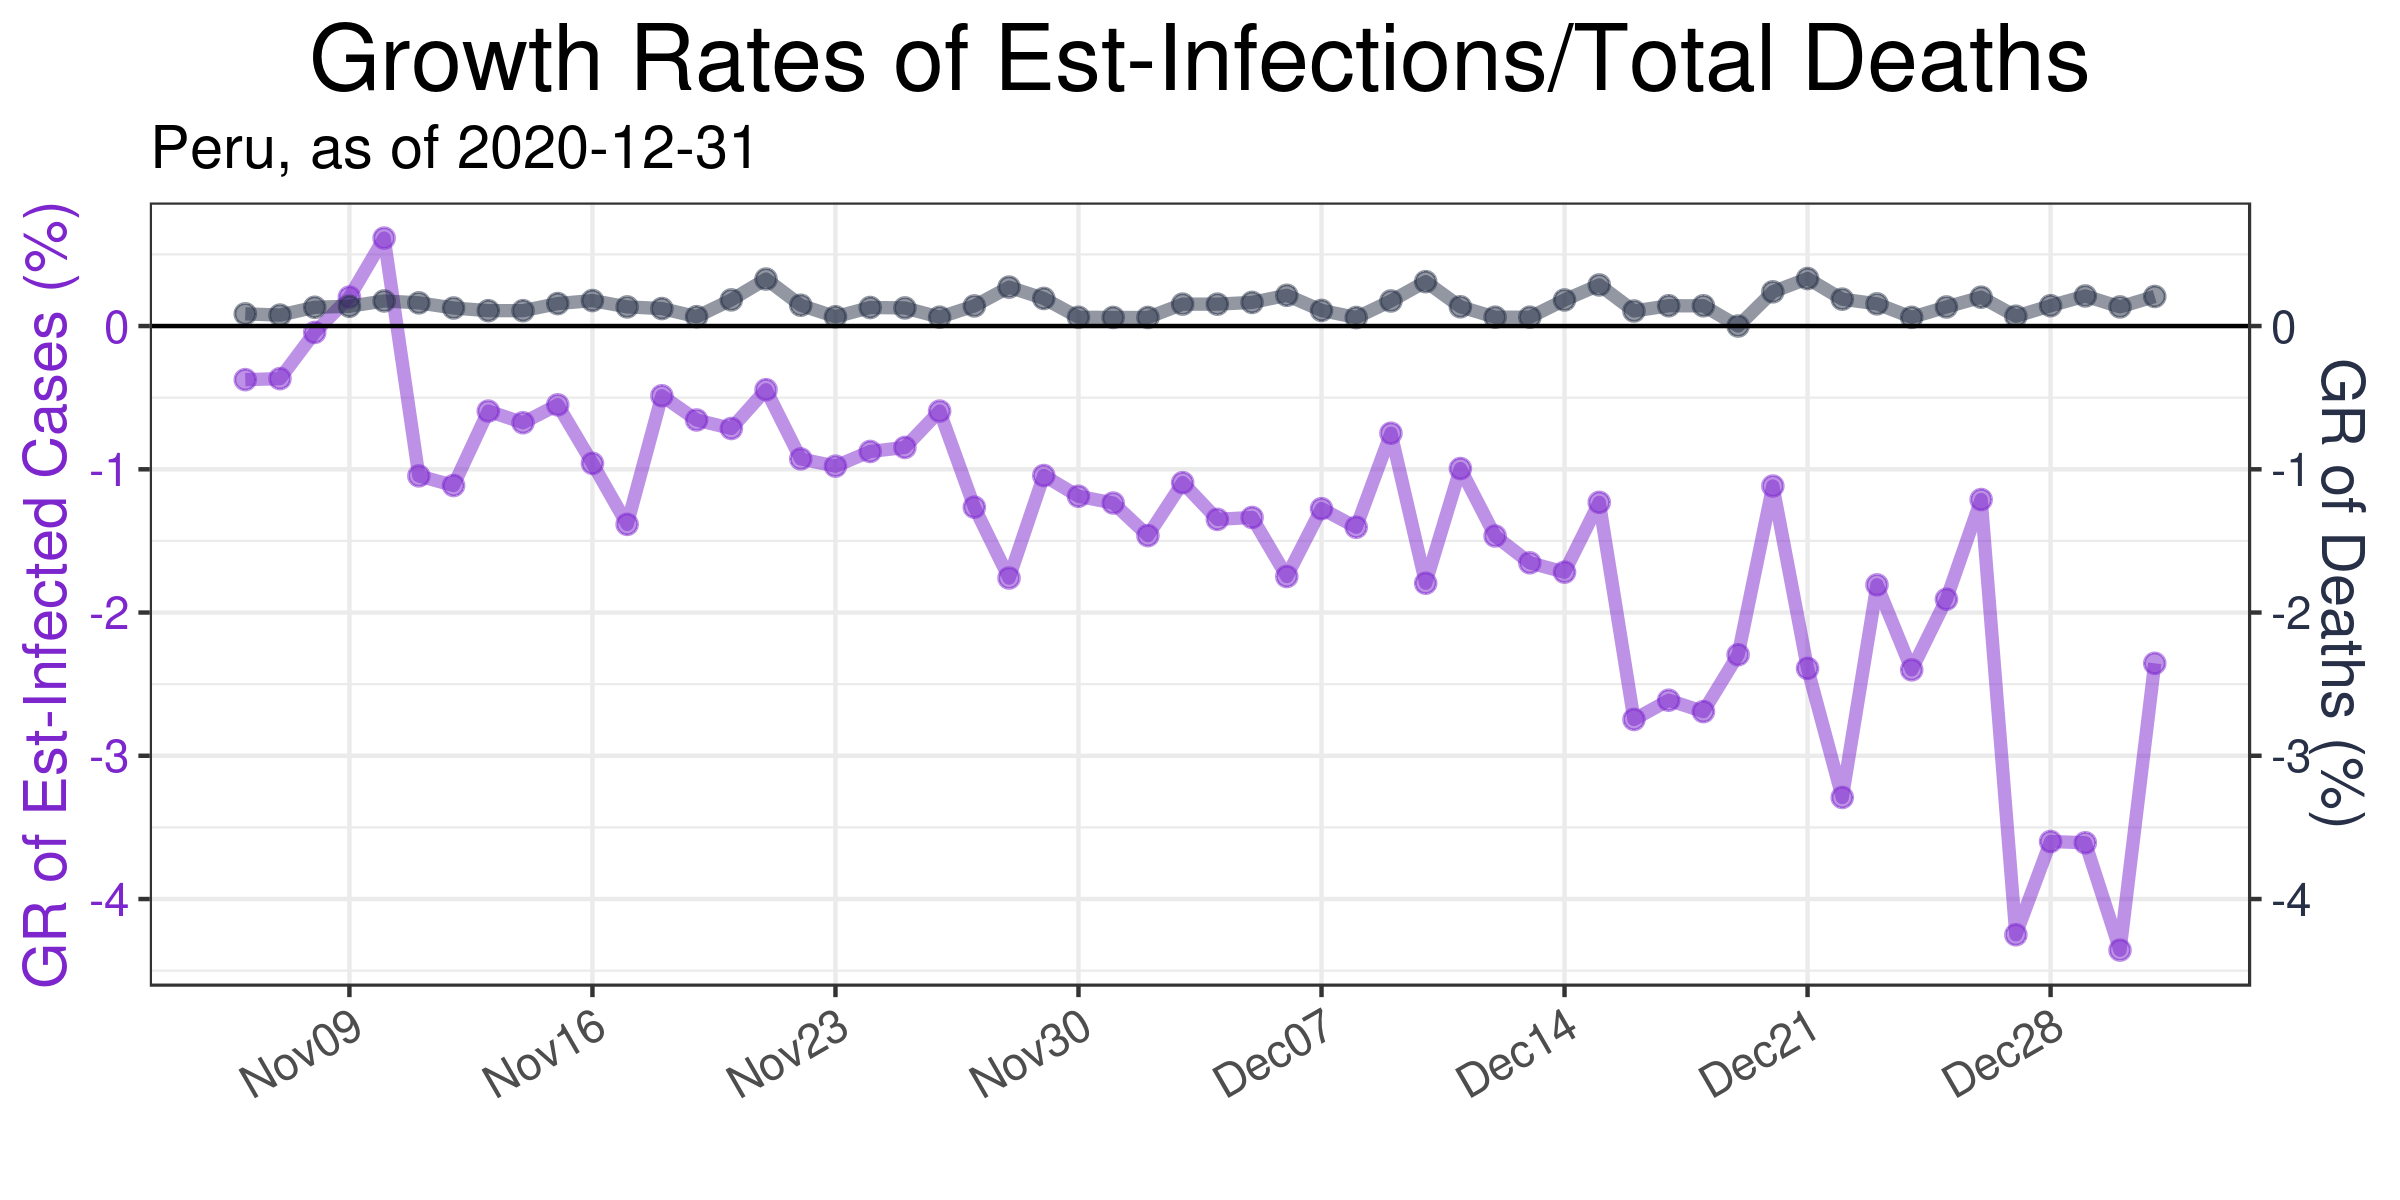 Growth Rates of Est-Infections/Total Deaths
Peru, as of 2020-12-31
GR of Est-Infected Cases (%)
0
-1
-2
-3
-4
0
-1
-2
-3
-4
GR of Deaths (%)
Nov09
Nov16
Nov23
Nov30
Dec07
Dec14
Dec21
Dec28